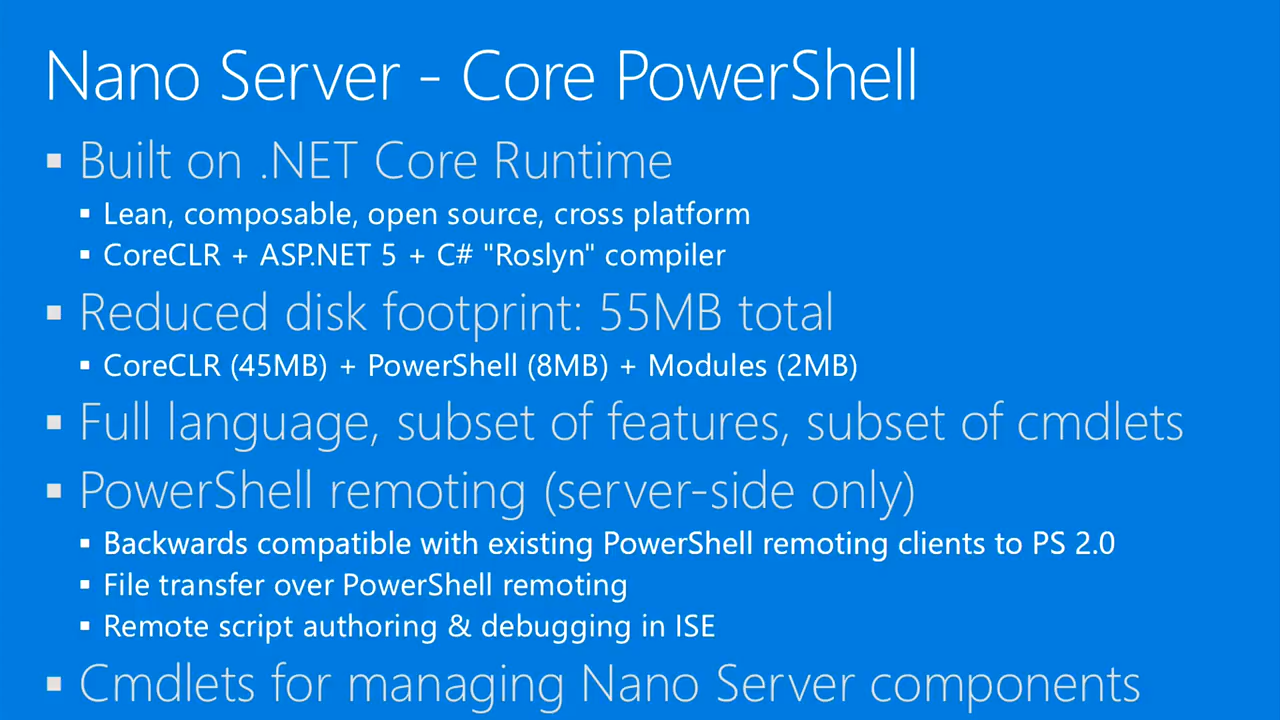 Nano Server - Core PowerShell
▪ Built on .NET Core Runtime
▪ Lean, composable, open source, cross platform
▪ CoreCLR + ASP.NET 5 + C# "Roslyn" compiler
▪ Reduced disk footprint: 55MB total
▪ CoreCLR (45MB) + PowerShell (8MB) + Modules (2MB)
▪ Full language, subset of features, subset of cmdlets
▪ PowerShell remoting (server-side only)
▪ Backwards compatible with existing PowerShell remoting clients to PS 2.0
▪ File transfer over PowerShell remoting
▪ Remote script authoring & debugging in ISE
▪ Cmdlets for managing Nano Server components